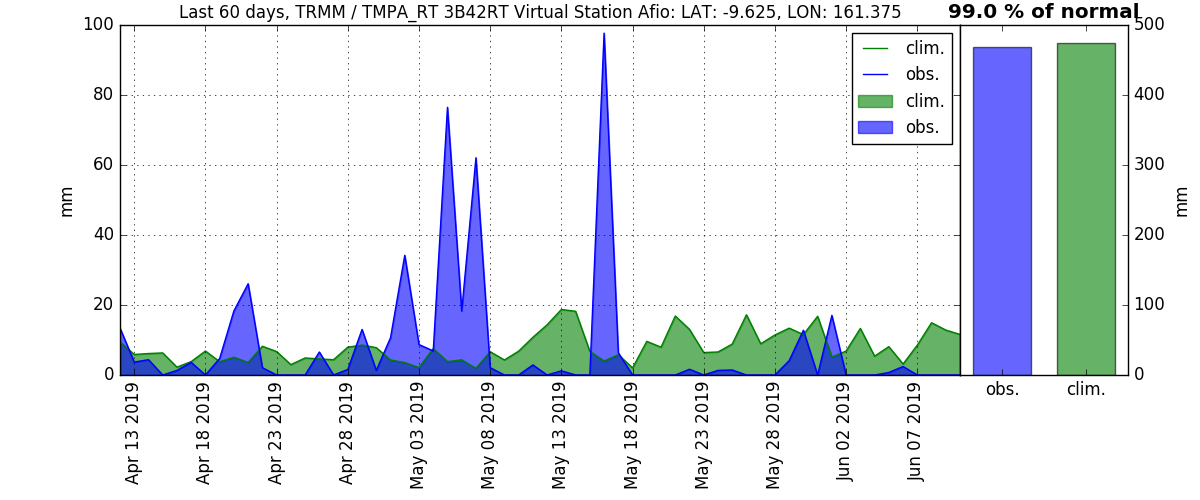 Last 60 days, TRMM / TMPA_RT 3B42RT Virtual Station Afio: LAT: -9.625, LON: 161.375
99.0 % of normal
100
80
60
40
20
0
mm
clim.
obs.
clim.
obs.
500
400
300
200
100
0
mm
Apr 13 2019
Apr 18 2019
Apr 23 2019
Apr 28 2019
May 03 2019
May 08 2019
May 13 2019
May 18 2019
May 23 2019
May 28 2019
Jun 02 2019
Jun 07 2019
obs.
clim.